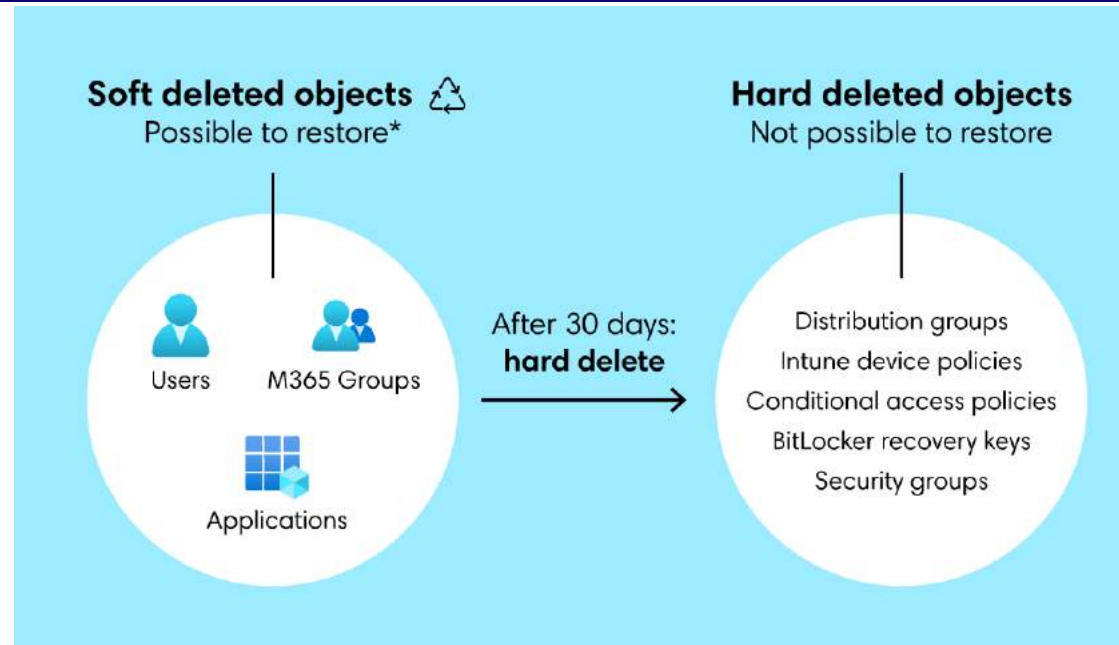 Soft deleted objects
Possible to restore*
Users
M365 Groups
Applications
After 30 days:
hard delete
Hard deleted objects
Not possible to restore
Distribution groups
Intune device policies
Conditional access policies
BitLocker recovery keys
Security groups